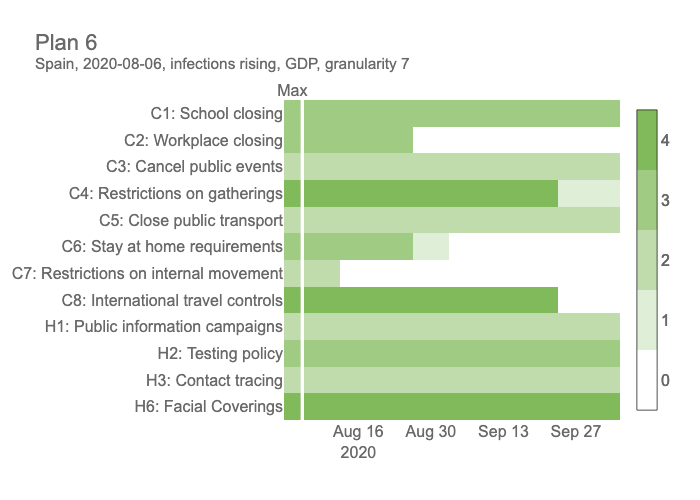 Plan 6
Spain, 2020-08-06, infections rising, GDP, granularity 7
Max
C1: School closing
C2: Workplace closing
C3: Cancel public events
C4: Restrictions on gatherings
C5: Close public transport
C6: Stay at home requirements
C7: Restrictions on internal movement
C8: International travel controls
H1: Public information campaigns
H2: Testing policy
H3: Contact tracing
H6: Facial Coverings
Aug 16 Aug 30 Sep 13 Sep 27
2020
4
3
2
1
0